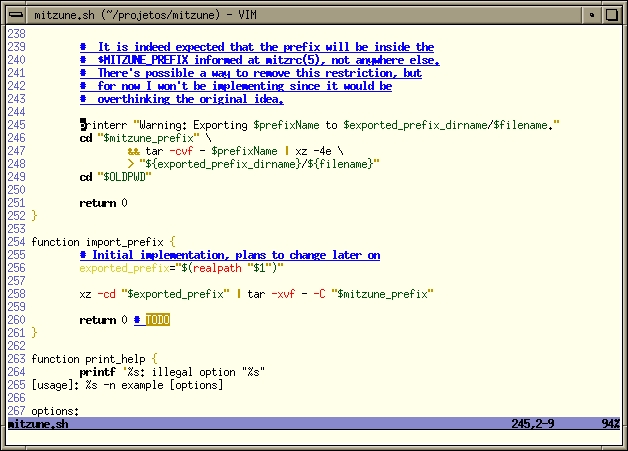 mitzune.sh (~/projetos/mitzune) - VIM
238
239 # It is indeed expected that the prefix will be inside the
240 # $MITZUNE_PREFIX informed at mitzrc(5), not anywhere else.
241 # There's possible a way to remove this restriction, but
242 # for now I won't be implementing since it would be
243 # overthinking the original idea.
244
245 printerr "Warning: Exporting $prefixName to $exported_prefix_dirname/$filename."
246 cd "$mitzune_prefix" \
247 && tar -cvf - $prefixName | xz -4e \
248 > "${exported_prefix_dirname}/${filename}"
249 cd "$OLDPWD"
250
251 return 0
252 }
253
254 function import_prefix {
255 # Initial implementation, plans to change later on
256 exported_prefix="$(realpath "$1")"
257
258 xz -cd "$exported_prefix" | tar -xvf - -C "$mitzune_prefix"
259
260 return 0 # TODO
261 }
262
263 function print_help {
264 printf '%s: illegal option "%s"
265 [usage]: %s -n example [options]
266
267 options:
mitzune.sh 245,2-9 94%